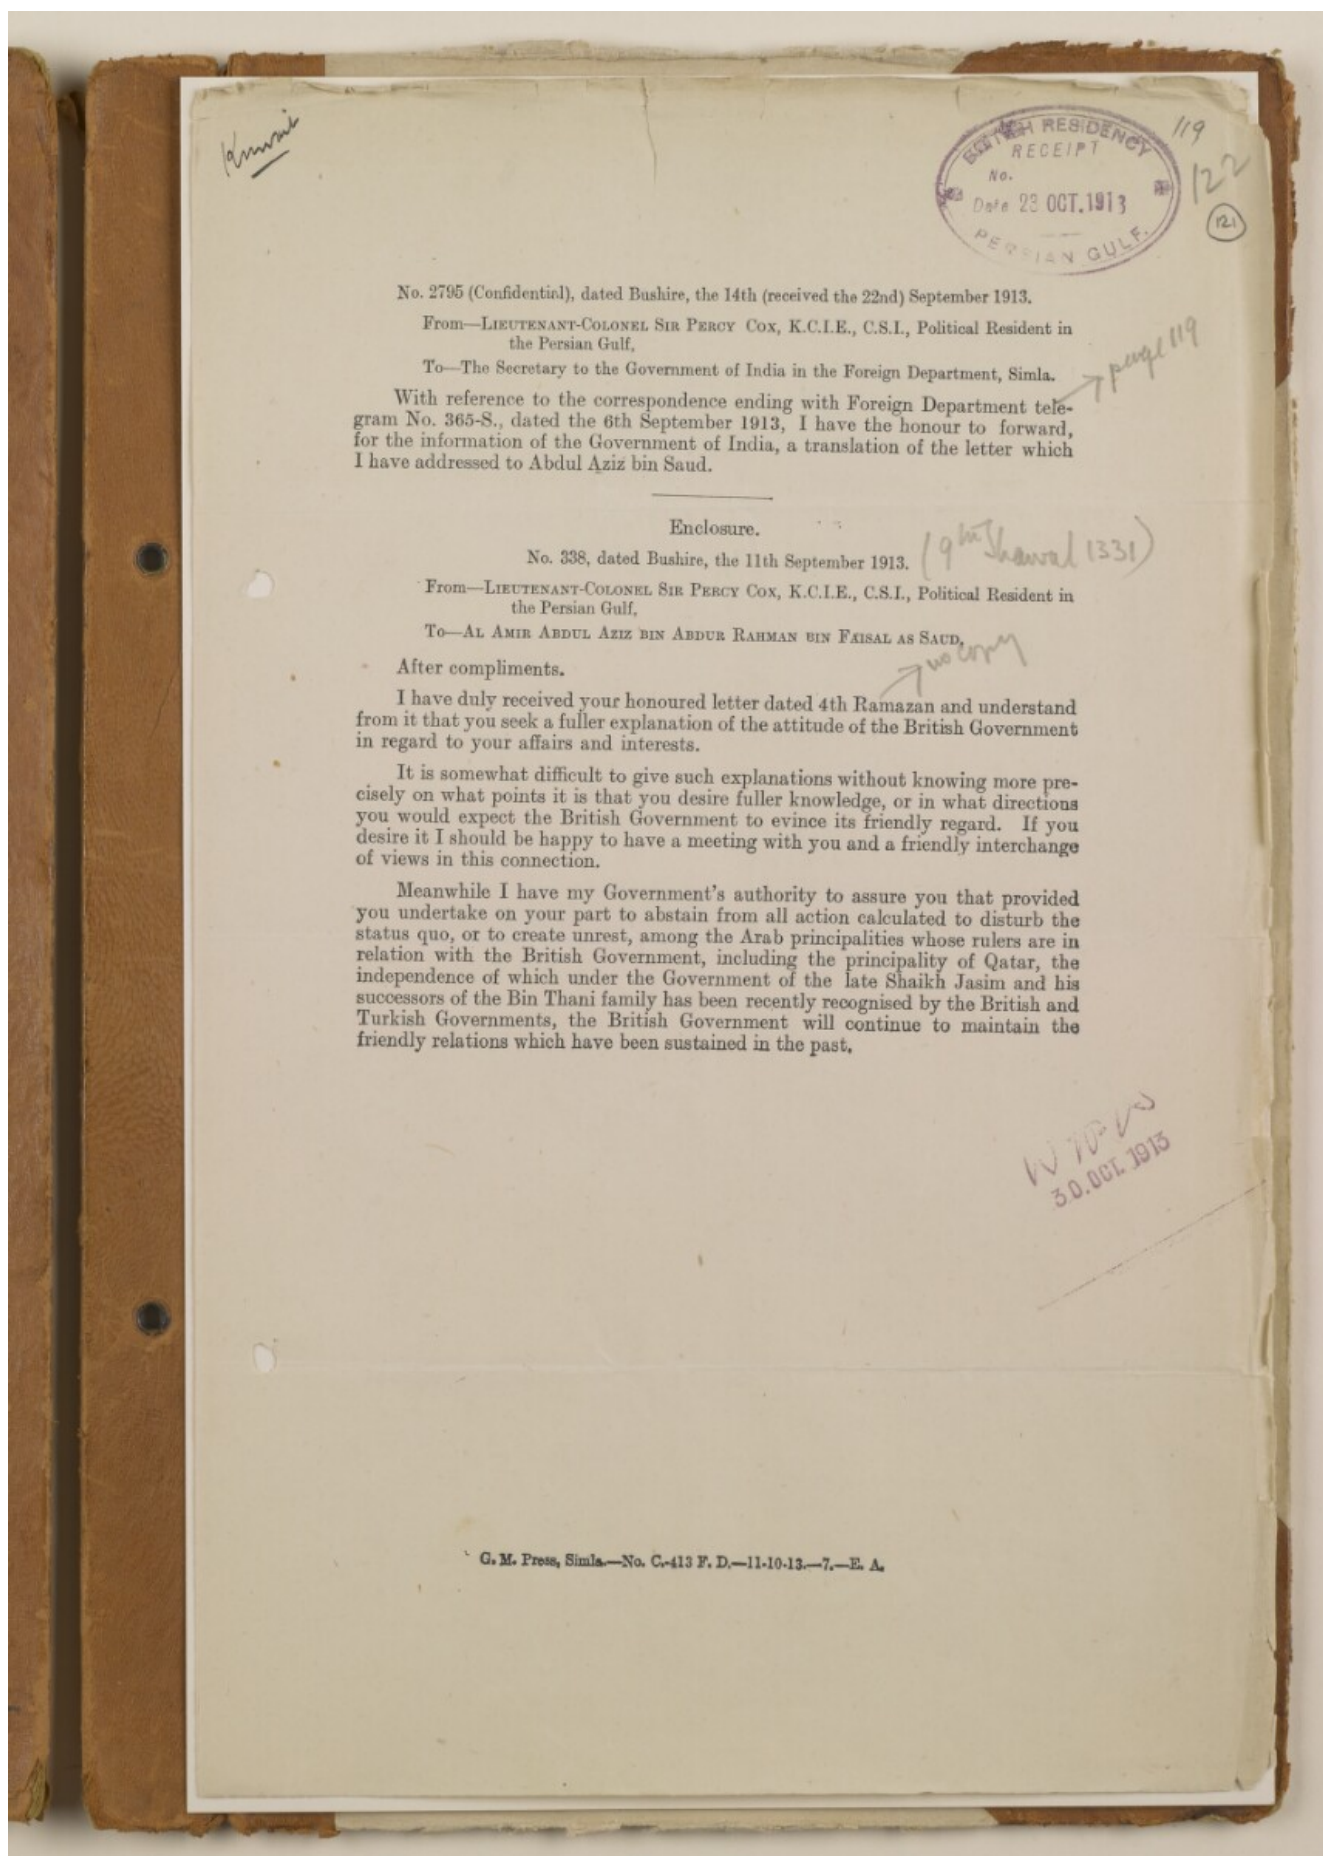 Kuwait
119
122
121
BRITISH RESIDENCY
RECEIPT
No.
Date 23 OCT. 1913
PERSIAN GULF.
No. 2795 (Confidential), dated Bushire, the 14th (received the 22nd) September 1913.
From—LIEUTENANT-COLONEL SIR PERCY COX, K.C.I.E., C.S.I., Political Resident in
the Persian Gulf,
To—The Secretary to the Government of India in the Foreign Department, Simla.
page 119
With reference to the correspondence ending with Foreign Department tele-
gram No. 365-S., dated the 6th September 1913, I have the honour to forward,
for the information of the Government of India, a translation of the letter which
I have addressed to Abdul Aziz bin Saud.
Enclosure.
No. 338, dated Bushire, the 11th September 1913. (9th Shawal 1331)
From—LIEUTENANT-COLONEL SIR PERCY COX, K.C.I.E., C.S.I., Political Resident in
the Persian Gulf,
To—AL AMIR ABDUL AZIZ BIN ABDUR RAHMAN BIN FAISAL AS SAUD.
no copy
After compliments.
I have duly received your honoured letter dated 4th Ramazan and understand
from it that you seek a fuller explanation of the attitude of the British Government
in regard to your affairs and interests.
It is somewhat difficult to give such explanations without knowing more pre-
cisely on what points it is that you desire fuller knowledge, or in what directions
you would expect the British Government to evince its friendly regard. If you
desire it I should be happy to have a meeting with you and a friendly interchange
of views in this connection.
Meanwhile I have my Government's authority to assure you that provided
you undertake on your part to abstain from all action calculated to disturb the
status quo, or to create unrest, among the Arab principalities whose rulers are in
relation with the British Government, including the principality of Qatar, the
independence of which under the Government of the late Shaikh Jasim and his
successors of the Bin Thani family has been recently recognised by the British and
Turkish Governments, the British Government will continue to maintain the
friendly relations which have been sustained in the past.
30. OCT. 1913
G. M. Press, Simla.—No. C.-413 F. D.—11-10-13.—7.—E. A.